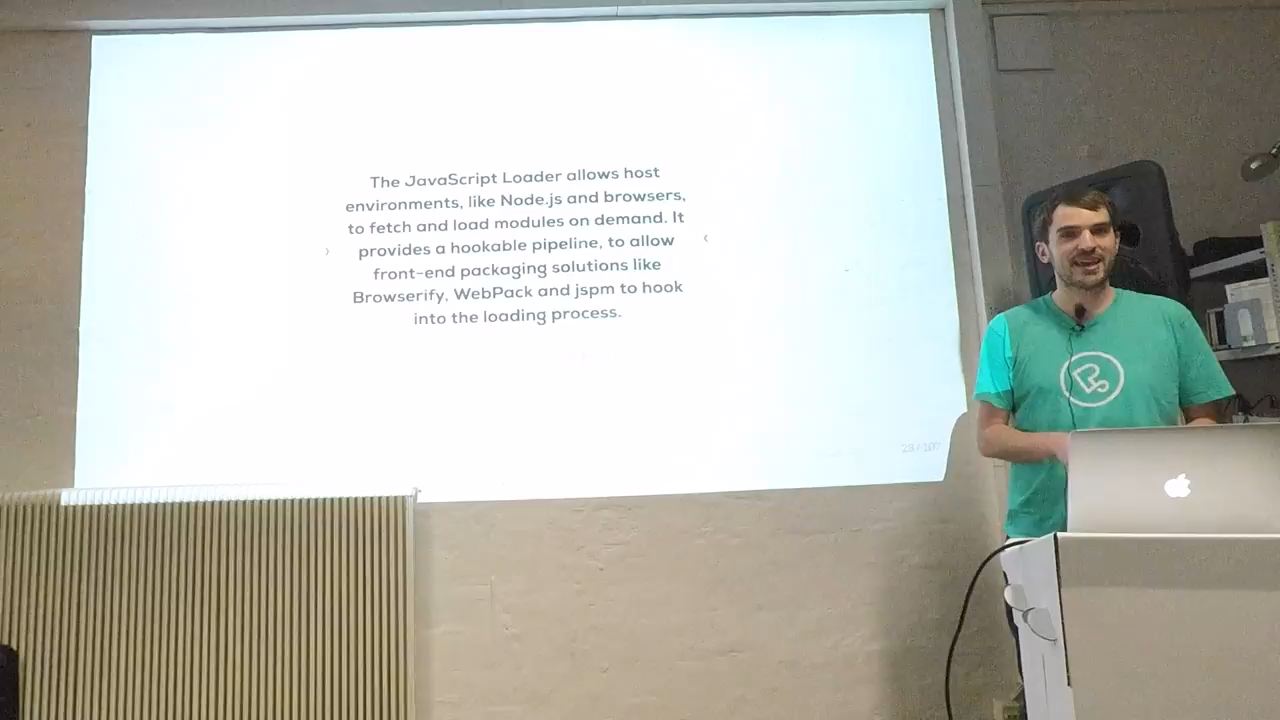 The JavaScript Loader allows host
environments, like Node.js and browsers,
to fetch and load modules on demand. It
provides a hookable pipeline, to allow
front-end packaging solutions like
Browserify, WebPack and jspm to hook
into the loading process.